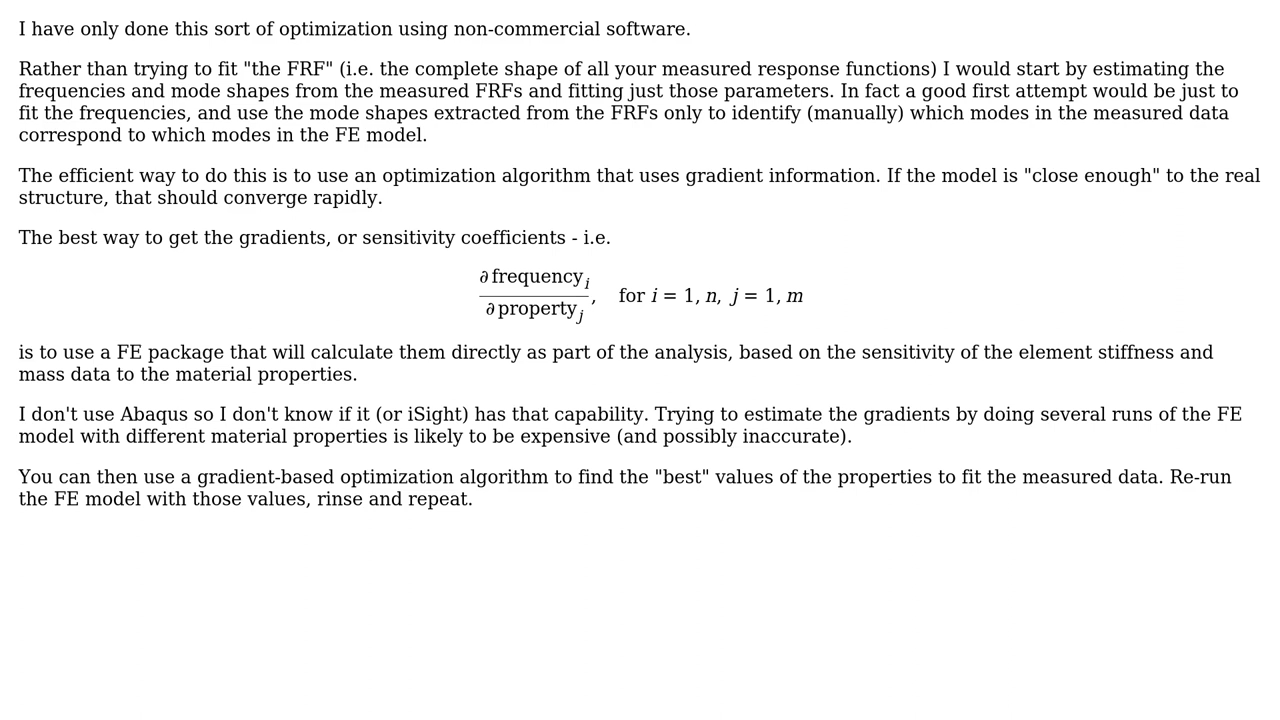 I have only done this sort of optimization using non-commercial software.
Rather than trying to fit "the FRF" (i.e. the complete shape of all your measured response functions) I would start by estimating the
frequencies and mode shapes from the measured FRFs and fitting just those parameters. In fact a good first attempt would be just to
fit the frequencies, and use the mode shapes extracted from the FRFs only to identify (manually) which modes in the measured data
correspond to which modes in the FE model.
The efficient way to do this is to use an optimization algorithm that uses gradient information. If the model is "close enough" to the real
structure, that should converge rapidly.
The best way to get the gradients, or sensitivity coefficients - i.e.
∂ frequency_i / ∂ property_j, for i = 1, n, j = 1, m
is to use a FE package that will calculate them directly as part of the analysis, based on the sensitivity of the element stiffness and
mass data to the material properties.
I don't use Abaqus so I don't know if it (or iSight) has that capability. Trying to estimate the gradients by doing several runs of the FE
model with different material properties is likely to be expensive (and possibly inaccurate).
You can then use a gradient-based optimization algorithm to find the "best" values of the properties to fit the measured data. Re-run
the FE model with those values, rinse and repeat.